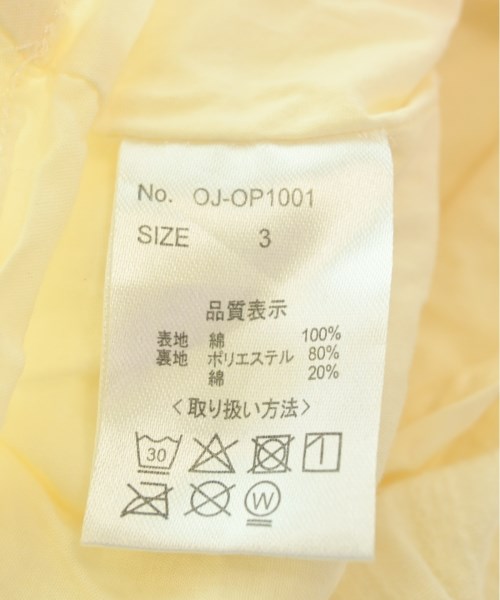 No. OJ-OP1001
SIZE 3
品質表示
表地 綿 100%
裏地 ポリエステル 80%
綿 20%
〈取り扱い方法〉
30
W